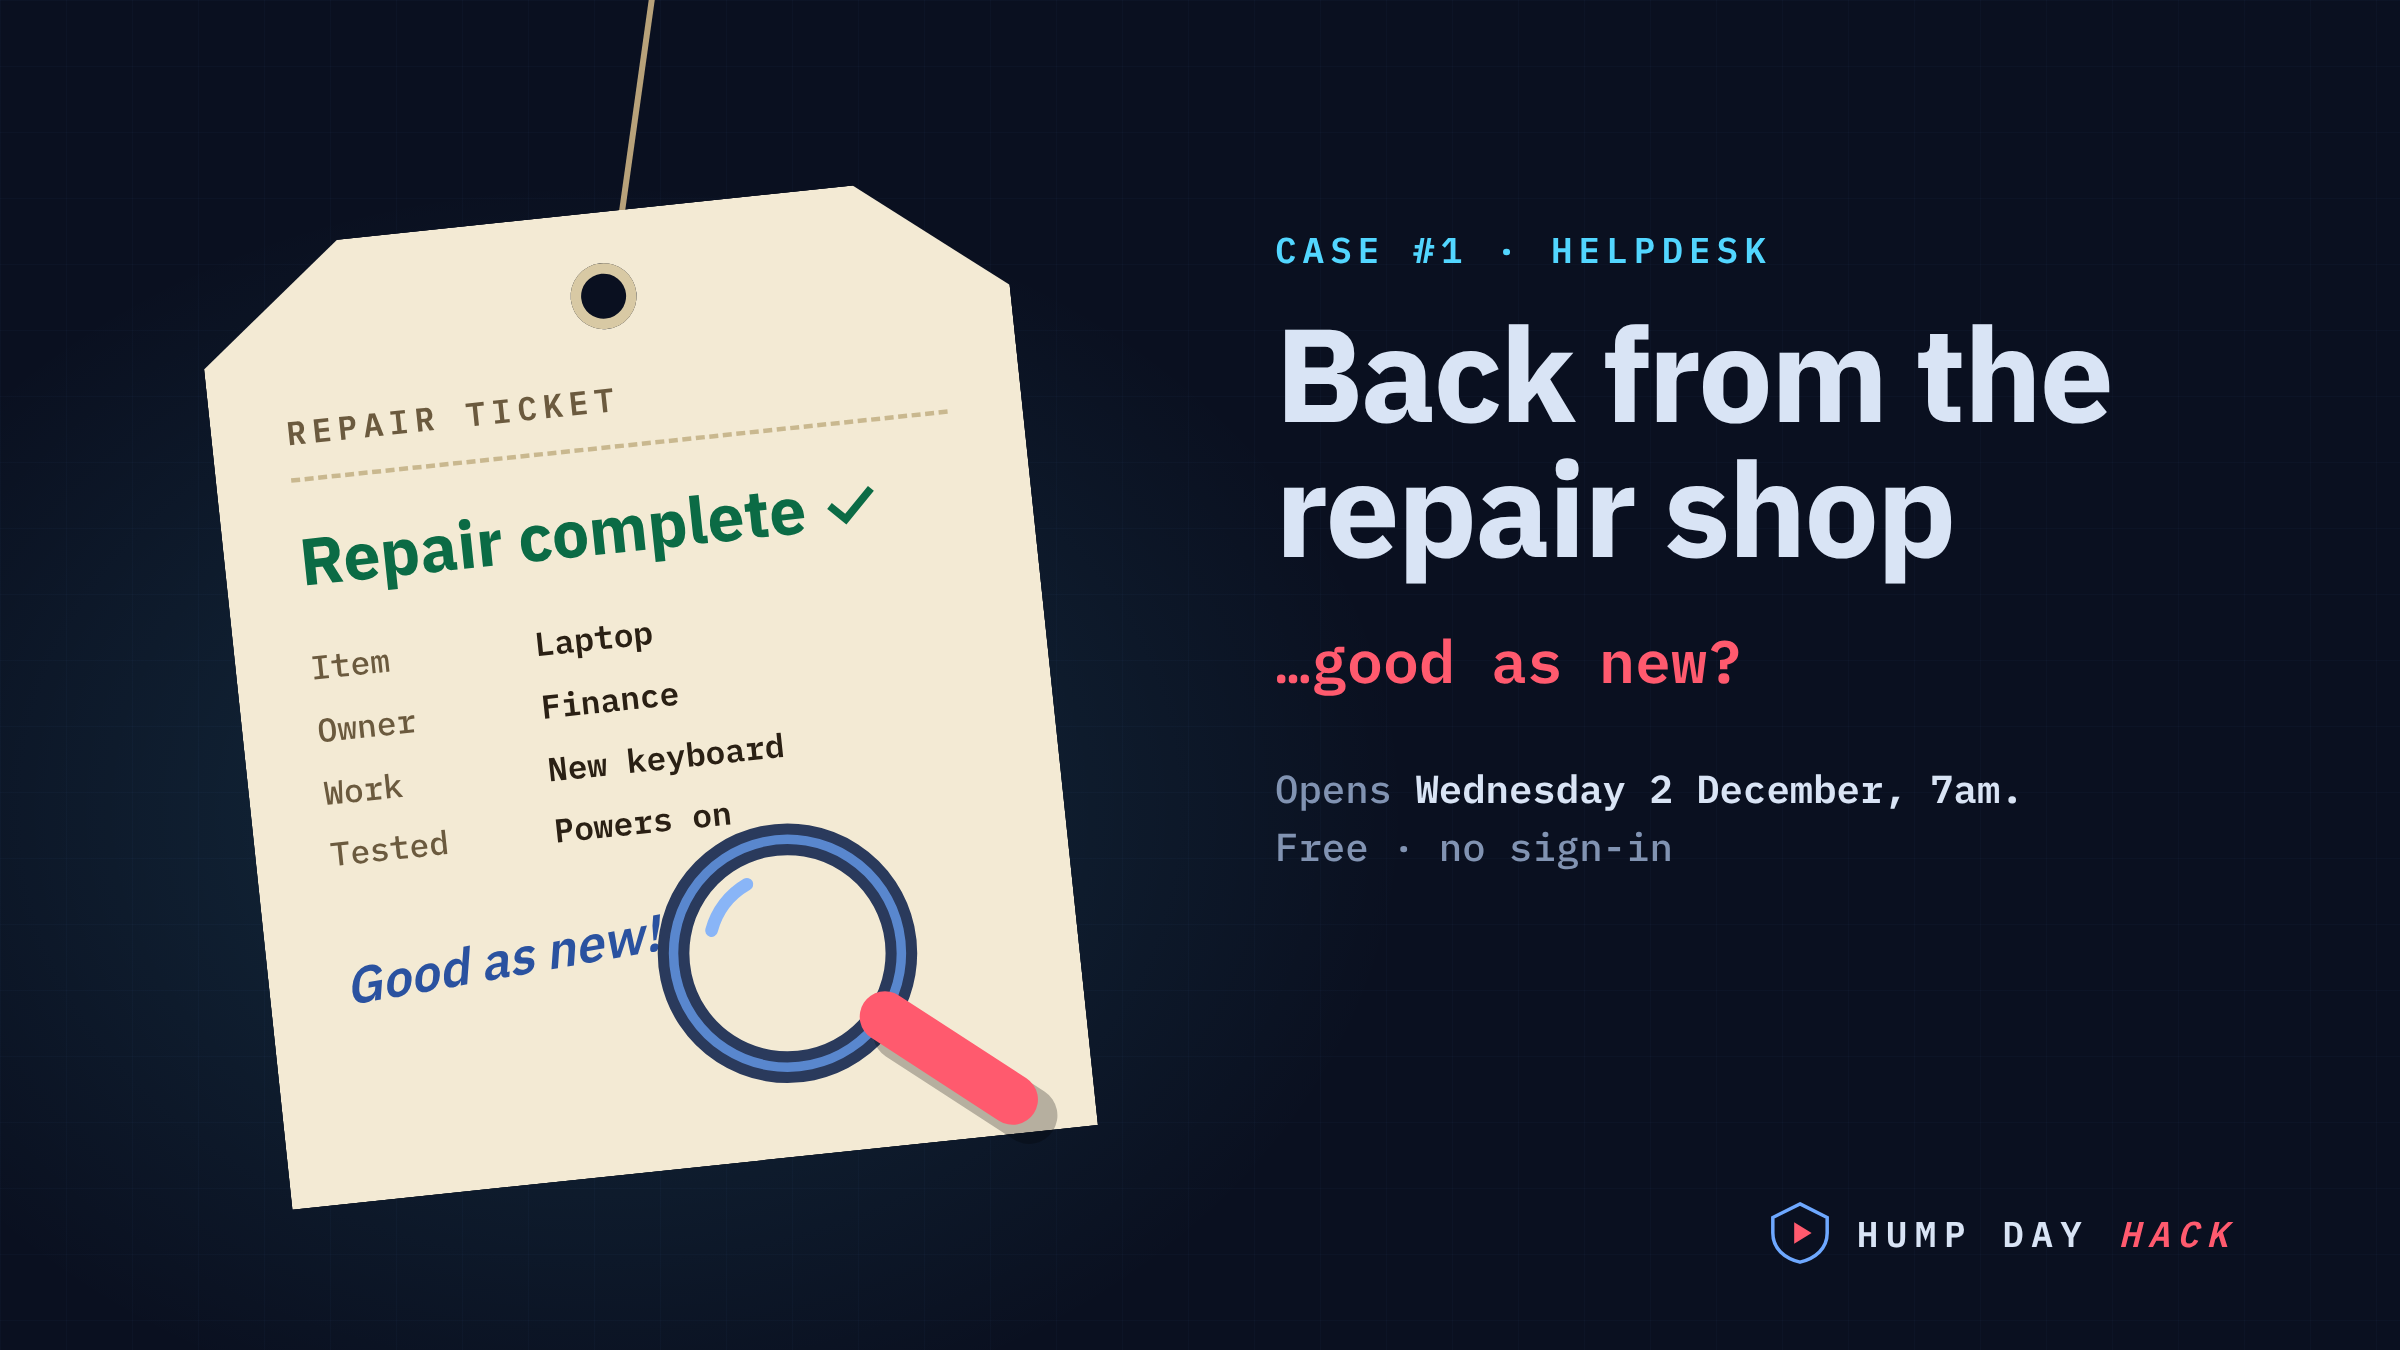 REPAIR TICKET
Repair complete ✓
Item Laptop
Owner Finance
Work New keyboard
Tested Powers on
Good as new!
CASE #1 · HELPDESK
Back from the
repair shop
…good as new?
Opens Wednesday 2 December, 7am.
Free · no sign-in
HUMP DAY HACK